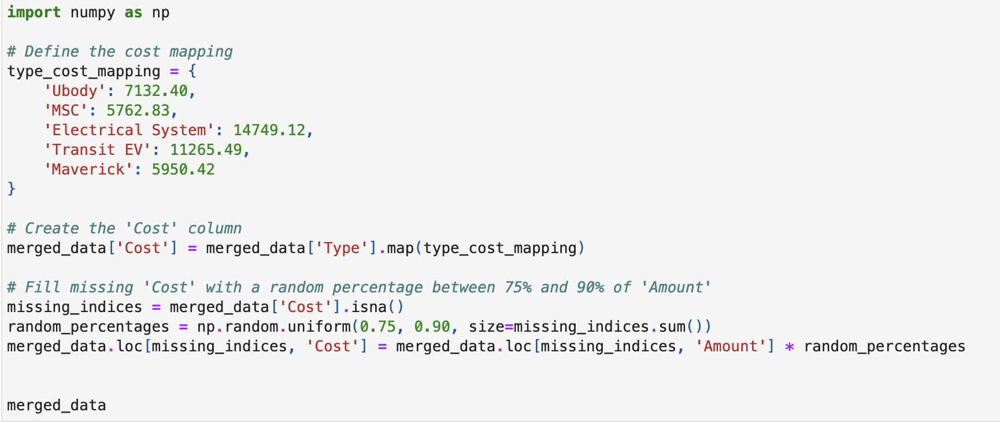 import numpy as np
# Define the cost mapping
type_cost_mapping = {
    'Ubody': 7132.40,
    'MSC': 5762.83,
    'Electrical System': 14749.12,
    'Transit EV': 11265.49,
    'Maverick': 5950.42
}
# Create the 'Cost' column
merged_data['Cost'] = merged_data['Type'].map(type_cost_mapping)
# Fill missing 'Cost' with a random percentage between 75% and 90% of 'Amount'
missing_indices = merged_data['Cost'].isna()
random_percentages = np.random.uniform(0.75, 0.90, size=missing_indices.sum())
merged_data.loc[missing_indices, 'Cost'] = merged_data.loc[missing_indices, 'Amount'] * random_percentages
merged_data